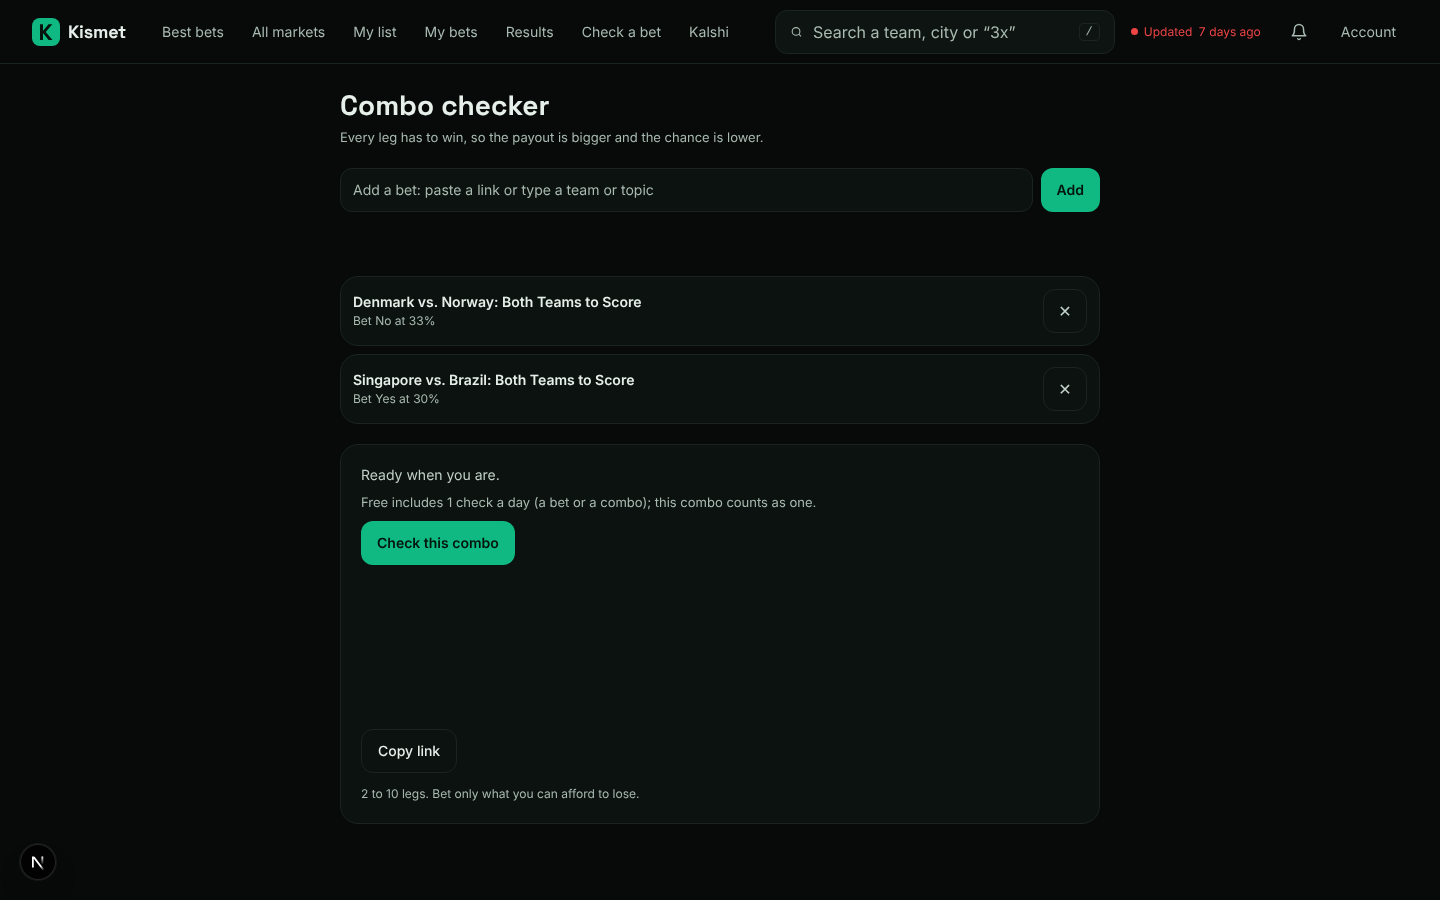 Kismet
Best bets
All markets
My list
My bets
Results
Check a bet
Kalshi
Search a team, city or “3x”
/
Updated 7 days ago
Account
Combo checker
Every leg has to win, so the payout is bigger and the chance is lower.
Add a bet: paste a link or type a team or topic
Add
Denmark vs. Norway: Both Teams to Score
Bet No at 33%
Singapore vs. Brazil: Both Teams to Score
Bet Yes at 30%
Ready when you are.
Free includes 1 check a day (a bet or a combo); this combo counts as one.
Check this combo
Copy link
2 to 10 legs. Bet only what you can afford to lose.